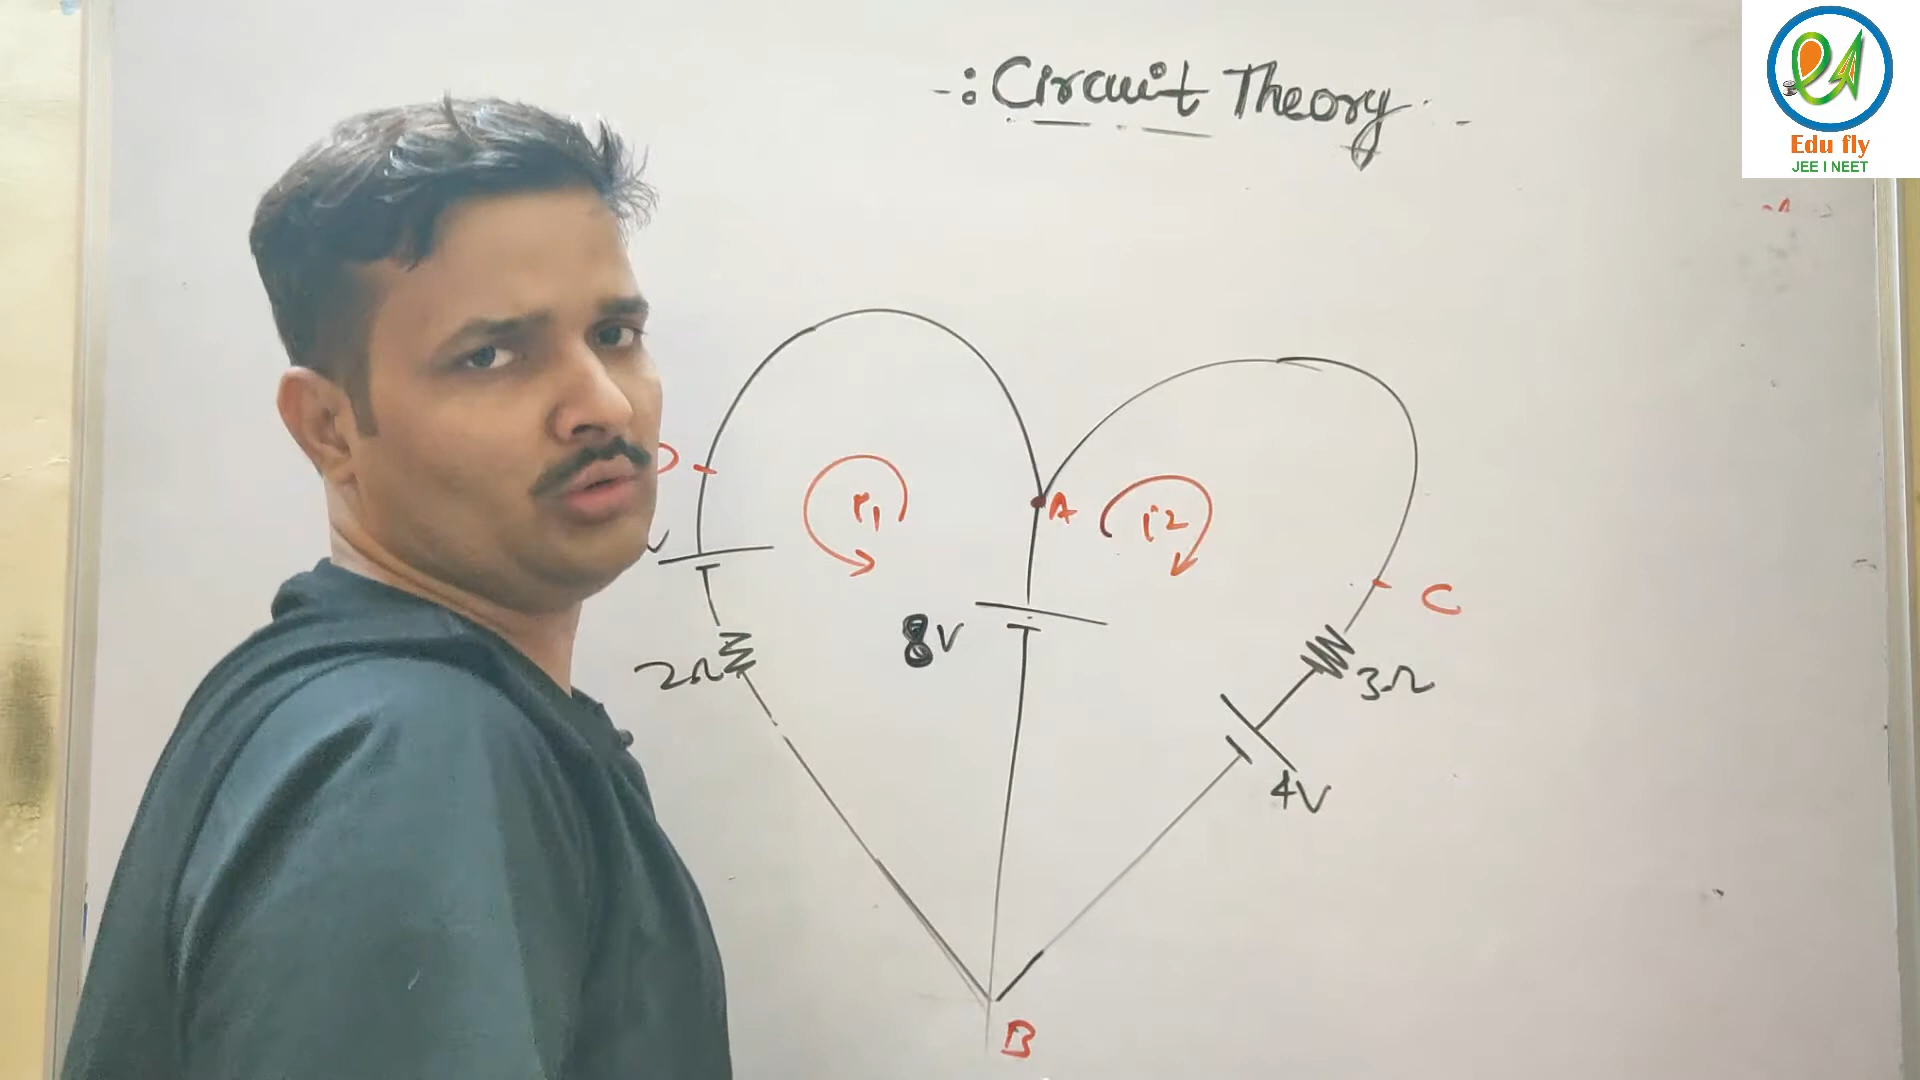 -: Circuit Theory -
Edu fly
JEE I NEET
D
A
i1
i2
V
C
8V
2Ω
3Ω
4V
B